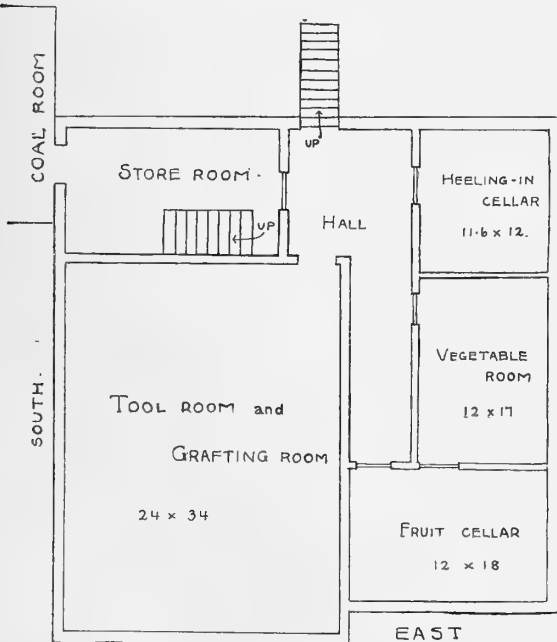 COAL ROOM
UP
STORE ROOM.
UP
HALL
HEELING-IN
CELLAR
11.6 x 12.
VEGETABLE
ROOM
12 x 17
SOUTH.
TOOL ROOM and
GRAFTING ROOM
24 x 34
FRUIT CELLAR
12 x 18
EAST